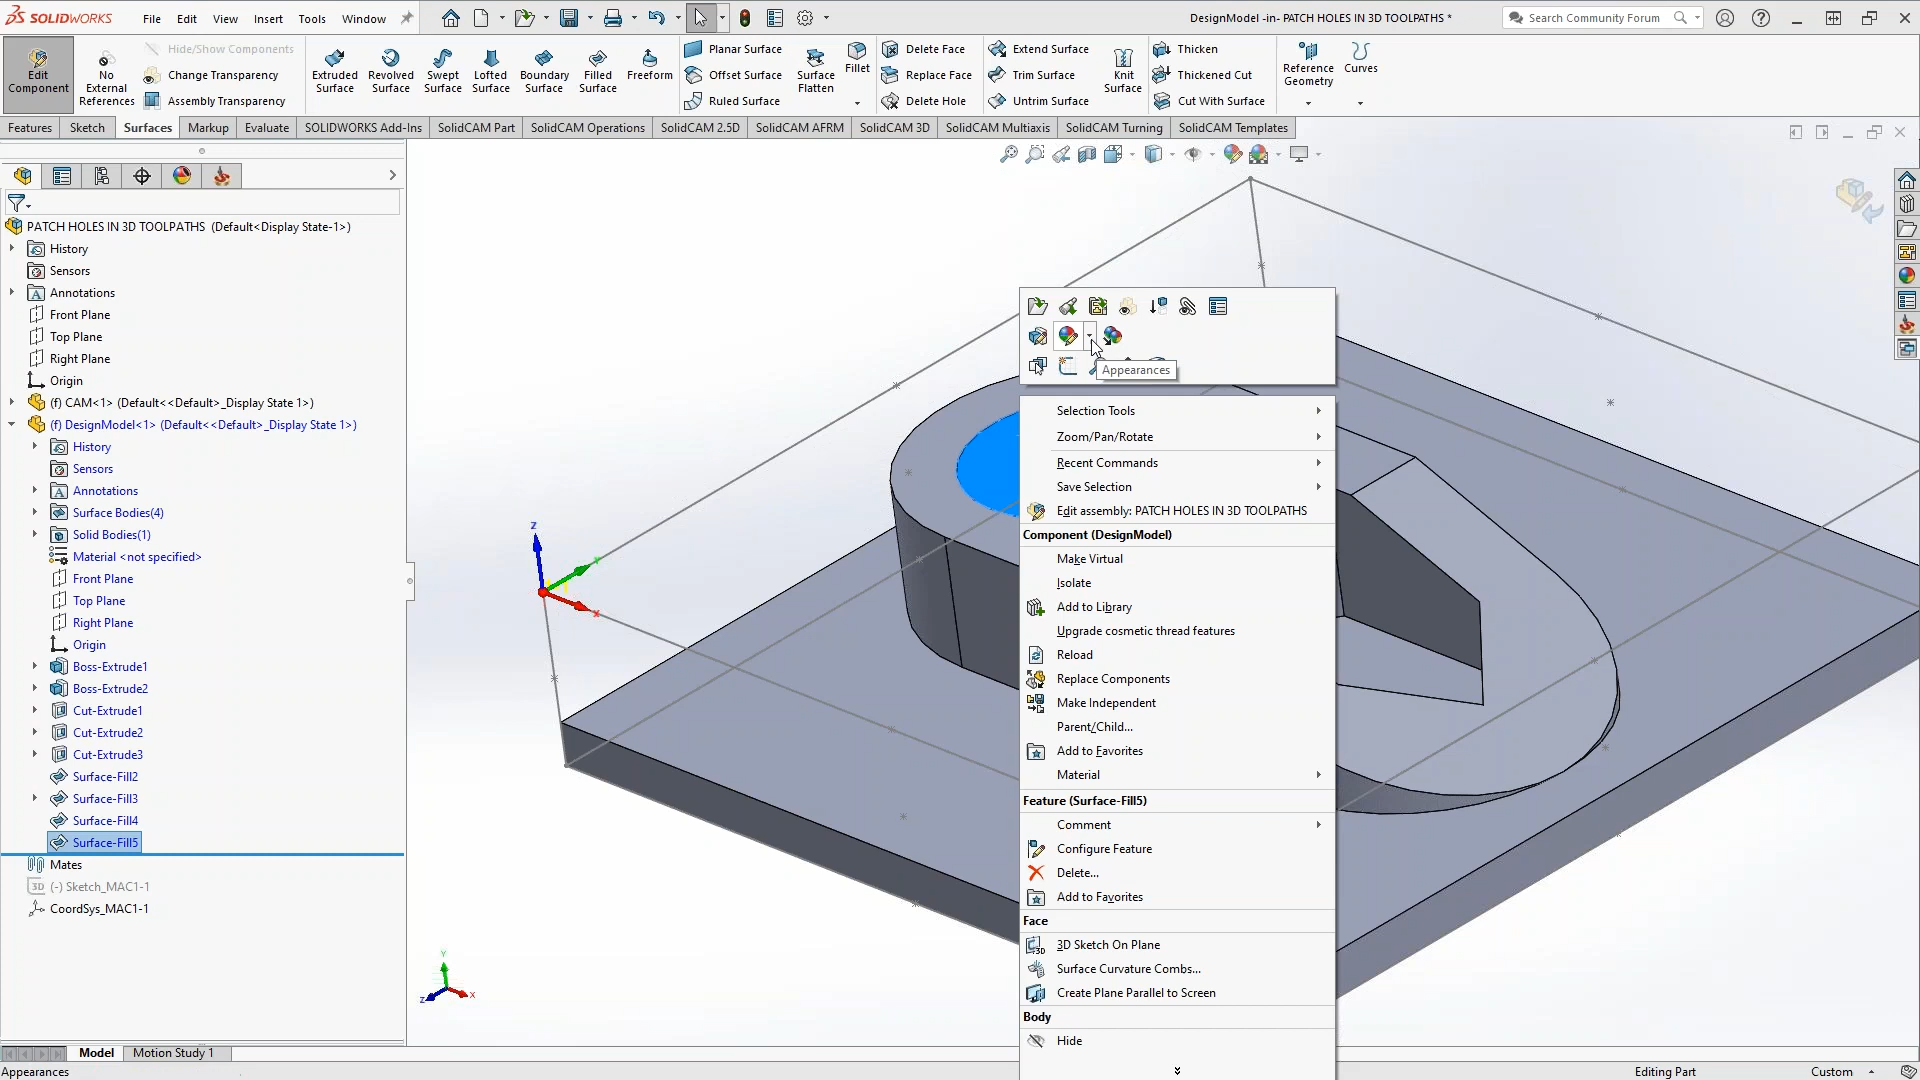 SOLIDWORKS File Edit View Insert Tools Window DesignModel -in- PATCH HOLES IN 3D TOOLPATHS * Search Community Forum
Edit Component
No External References
Hide/Show Components
Change Transparency
Assembly Transparency
Extruded Surface
Revolved Surface
Swept Surface
Lofted Surface
Boundary Surface
Filled Surface
Freeform
Planar Surface
Offset Surface
Ruled Surface
Surface Flatten
Fillet
Delete Face
Replace Face
Delete Hole
Extend Surface
Trim Surface
Untrim Surface
Knit Surface
Thicken
Thickened Cut
Cut With Surface
Reference Geometry
Curves
Features Sketch Surfaces Markup Evaluate SOLIDWORKS Add-Ins SolidCAM Part SolidCAM Operations SolidCAM 2.5D SolidCAM AFRM SolidCAM 3D SolidCAM Multiaxis SolidCAM Turning SolidCAM Templates
PATCH HOLES IN 3D TOOLPATHS (Default<Display State-1>)
History
Sensors
Annotations
Front Plane
Top Plane
Right Plane
Origin
(f) CAM<1> (Default<<Default>_Display State 1>)
(f) DesignModel<1> (Default<<Default>_Display State 1>)
History
Sensors
Annotations
Surface Bodies(4)
Solid Bodies(1)
Material <not specified>
Front Plane
Top Plane
Right Plane
Origin
Boss-Extrude1
Boss-Extrude2
Cut-Extrude1
Cut-Extrude2
Cut-Extrude3
Surface-Fill2
Surface-Fill3
Surface-Fill4
Surface-Fill5
Mates
3D (-) Sketch_MAC1-1
CoordSys_MAC1-1
Z
X
Y
Z
X
Appearances
Selection Tools
Zoom/Pan/Rotate
Recent Commands
Save Selection
Edit assembly: PATCH HOLES IN 3D TOOLPATHS
Component (DesignModel)
Make Virtual
Isolate
Add to Library
Upgrade cosmetic thread features
Reload
Replace Components
Make Independent
Parent/Child...
Add to Favorites
Material
Feature (Surface-Fill5)
Comment
Configure Feature
Delete...
Add to Favorites
Face
3D Sketch On Plane
Surface Curvature Combs...
Create Plane Parallel to Screen
Body
Hide
Model Motion Study 1
Appearances Editing Part Custom